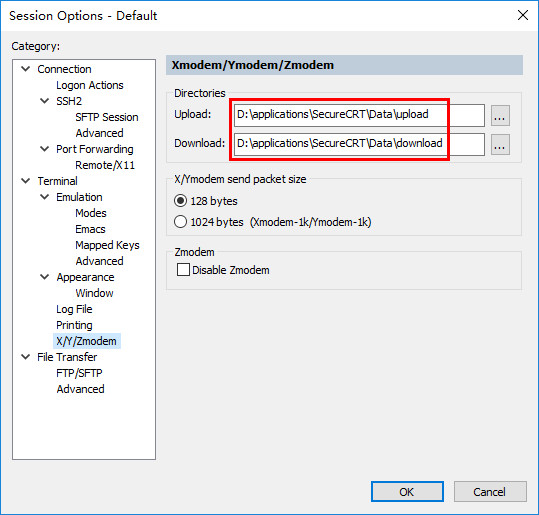 Session Options - Default
Category:
Connection
Logon Actions
SSH2
SFTP Session
Advanced
Port Forwarding
Remote/X11
Terminal
Emulation
Modes
Emacs
Mapped Keys
Advanced
Appearance
Window
Log File
Printing
X/Y/Zmodem
File Transfer
FTP/SFTP
Advanced
Xmodem/Ymodem/Zmodem
Directories
Upload: D:\applications\SecureCRT\Data\upload ...
Download: D:\applications\SecureCRT\Data\download ...
X/Ymodem send packet size
128 bytes
1024 bytes (Xmodem-1k/Ymodem-1k)
Zmodem
Disable Zmodem
OK Cancel